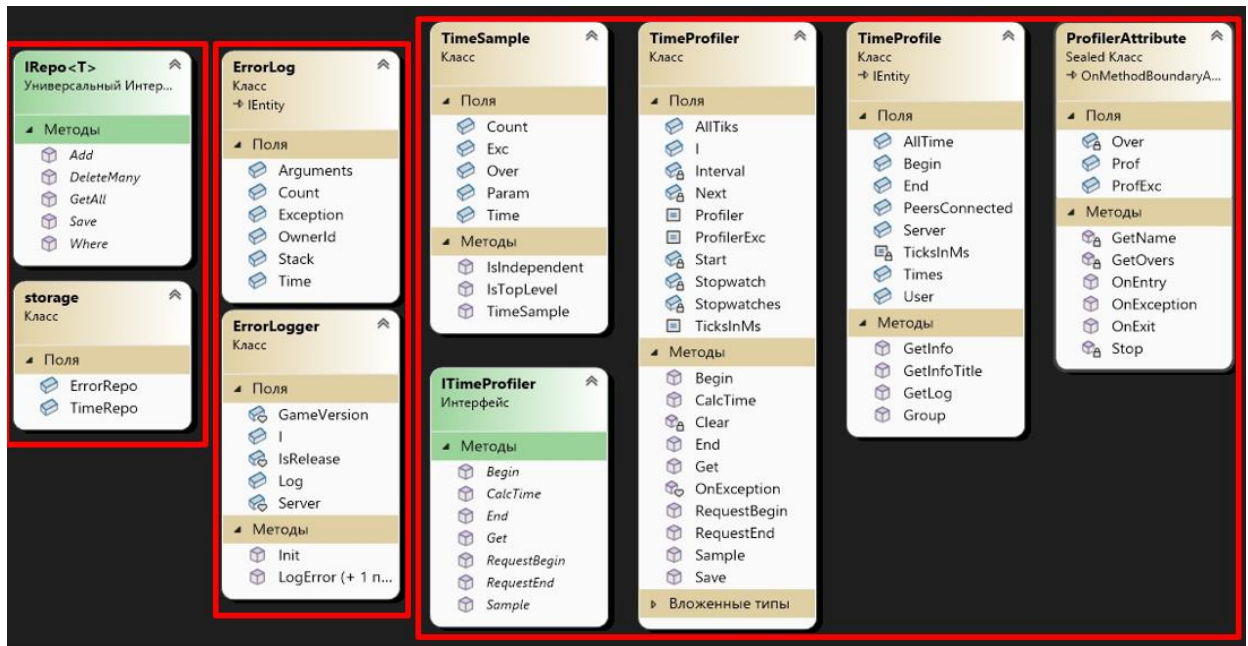 IRepo<T>
Универсальный Интер...
Методы
Add
DeleteMany
GetAll
Save
Where
storage
Класс
Поля
ErrorRepo
TimeRepo
ErrorLog
Класс
IEntity
Поля
Arguments
Count
Exception
OwnerId
Stack
Time
ErrorLogger
Класс
Поля
GameVersion
I
IsRelease
Log
Server
Методы
Init
LogError (+ 1 п...
TimeSample
Класс
Поля
Count
Exc
Over
Param
Time
Методы
IsIndependent
IsTopLevel
TimeSample
ITimeProfiler
Интерфейс
Методы
Begin
CalcTime
End
Get
RequestBegin
RequestEnd
Sample
TimeProfiler
Класс
Поля
AllTiks
I
Interval
Next
Profiler
ProfilerExc
Start
Stopwatch
Stopwatches
TicksInMs
Методы
Begin
CalcTime
Clear
End
Get
OnException
RequestBegin
RequestEnd
Sample
Save
Вложенные типы
TimeProfile
Класс
IEntity
Поля
AllTime
Begin
End
PeersConnected
Server
TicksInMs
Times
User
Методы
GetInfo
GetInfoTitle
GetLog
Group
ProfilerAttribute
Sealed Класс
OnMethodBoundaryA...
Поля
Over
Prof
ProfExc
Методы
GetName
GetOvers
OnEntry
OnException
OnExit
Stop